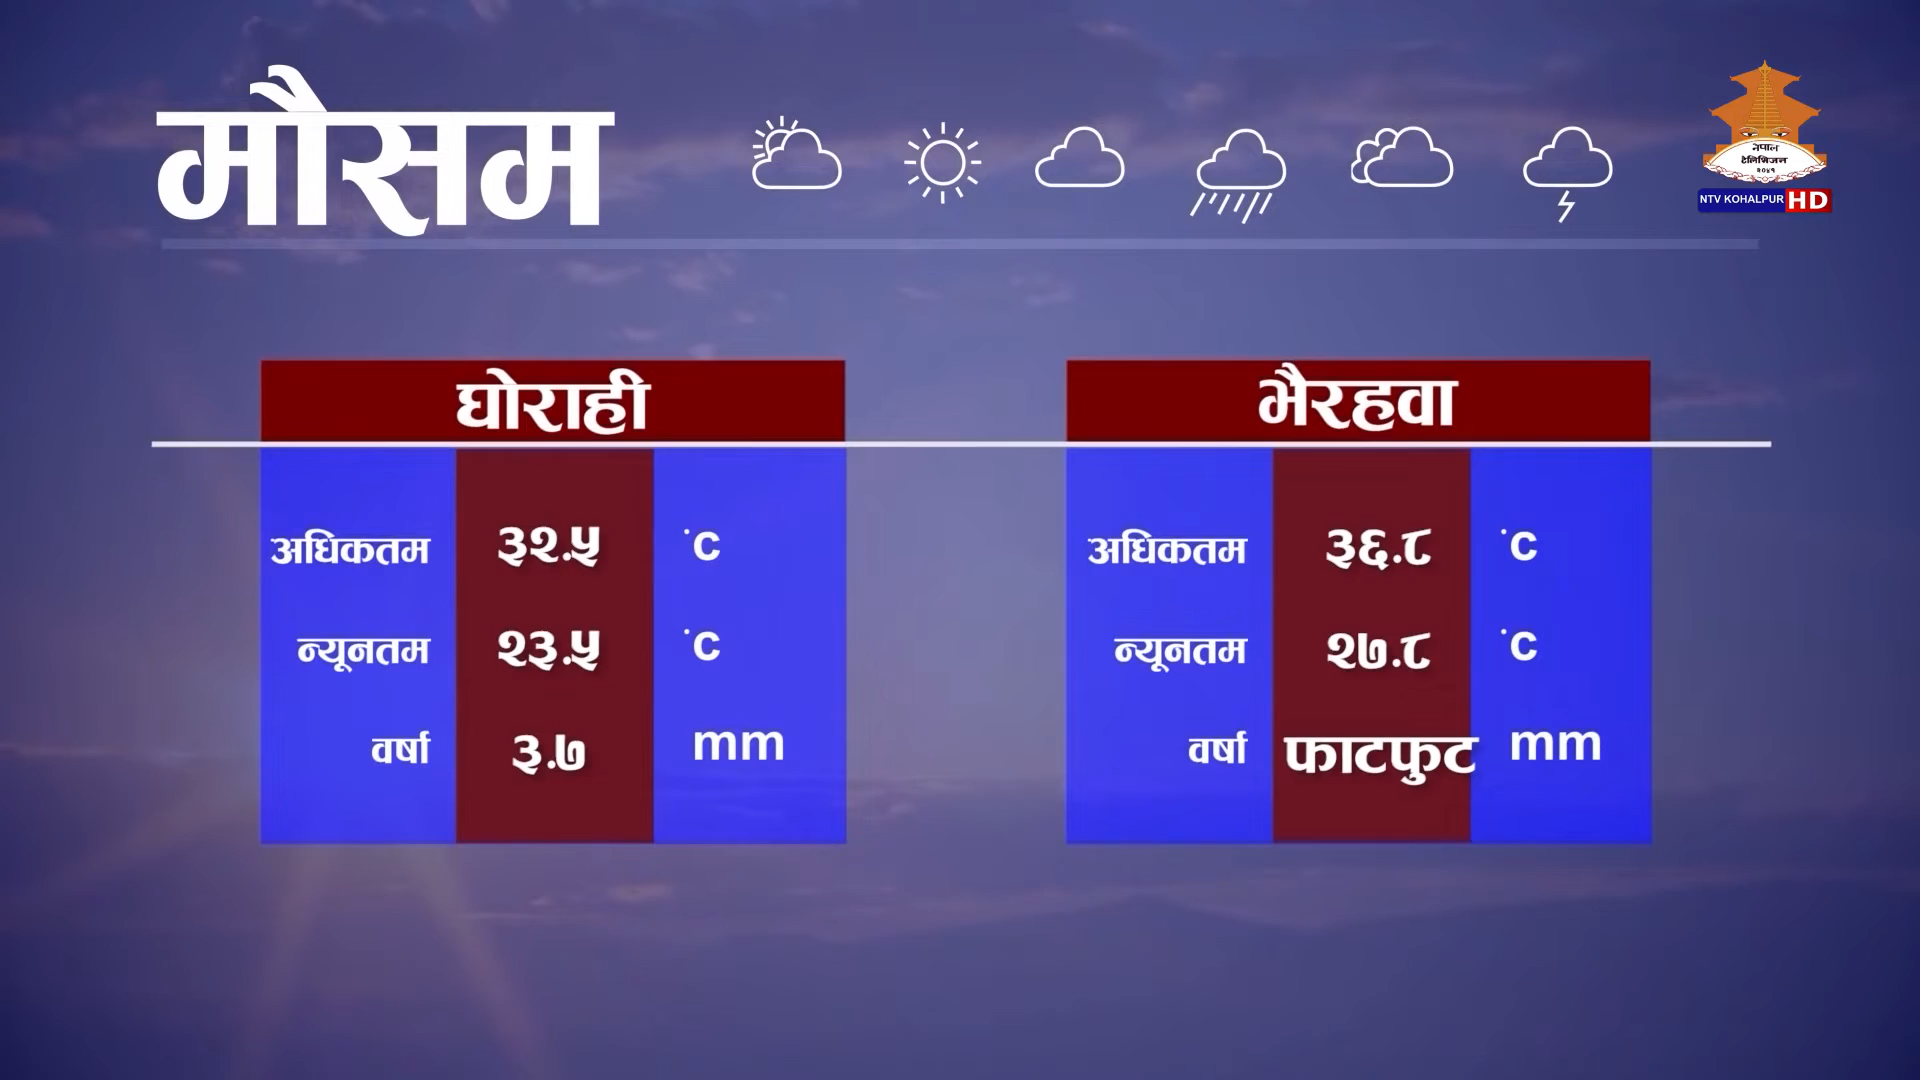 मौसम
नेपाल
टेलिभिजन
२०४१
NTV KOHALPUR HD
घोराही
अधिकतम ३२.५ °C
न्यूनतम २३.५ °C
वर्षा ३.७ mm
भैरहवा
अधिकतम ३६.८ °C
न्यूनतम २७.८ °C
वर्षा फाटफुट mm